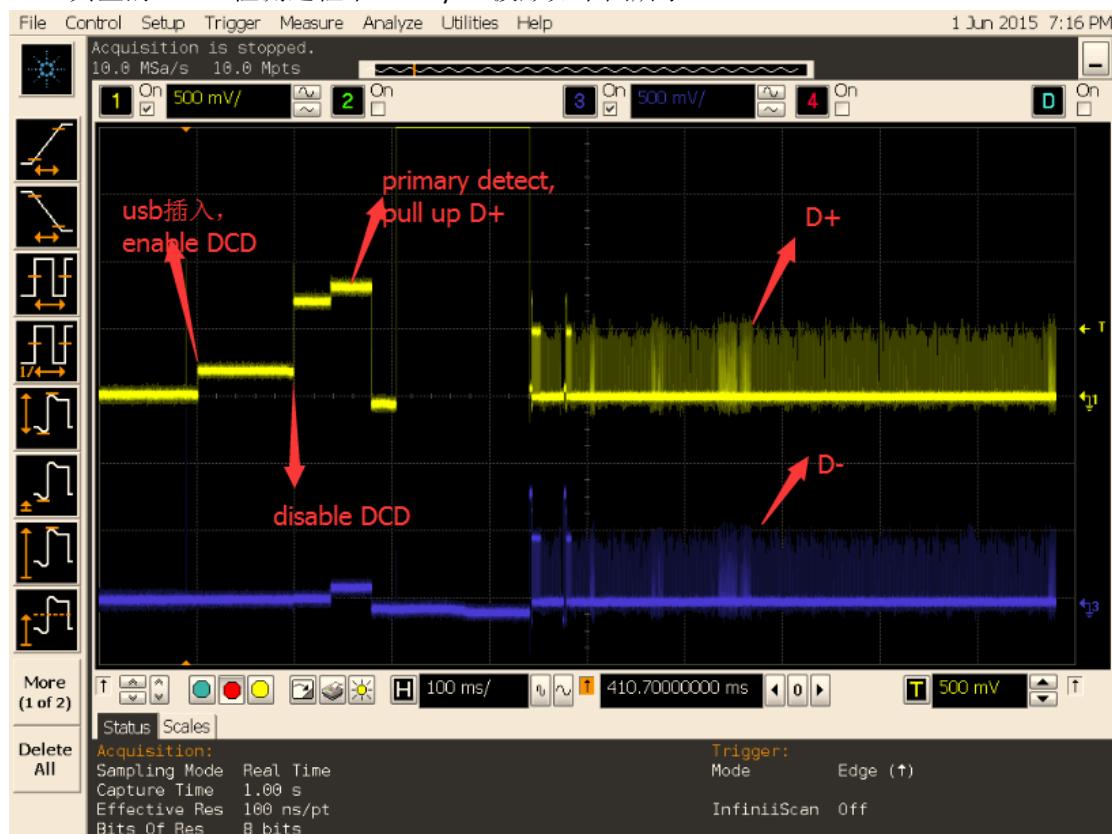 File Control Setup Trigger Measure Analyze Utilities Help 1 Jun 2015 7:16 PM
Acquisition is stopped.
10.0 MSa/s 10.0 Mpts
1 On 500 mV/ 2 On 3 On 500 mV/ 4 On D On
primary detect,
pull up D+
usb插入，
enable DCD
D+
T
1/
1
D-
disable DCD
3
More
(1 of 2)
Delete
All
H 100 ms/ T 410.70000000 ms 0 T 500 mV
Status Scales
Acquisition:
Sampling Mode Real Time
Capture Time 1.00 s
Effective Res 100 ns/pt
Bits Of Res 8 bits
Trigger:
Mode Edge (↑)
InfiniiScan Off